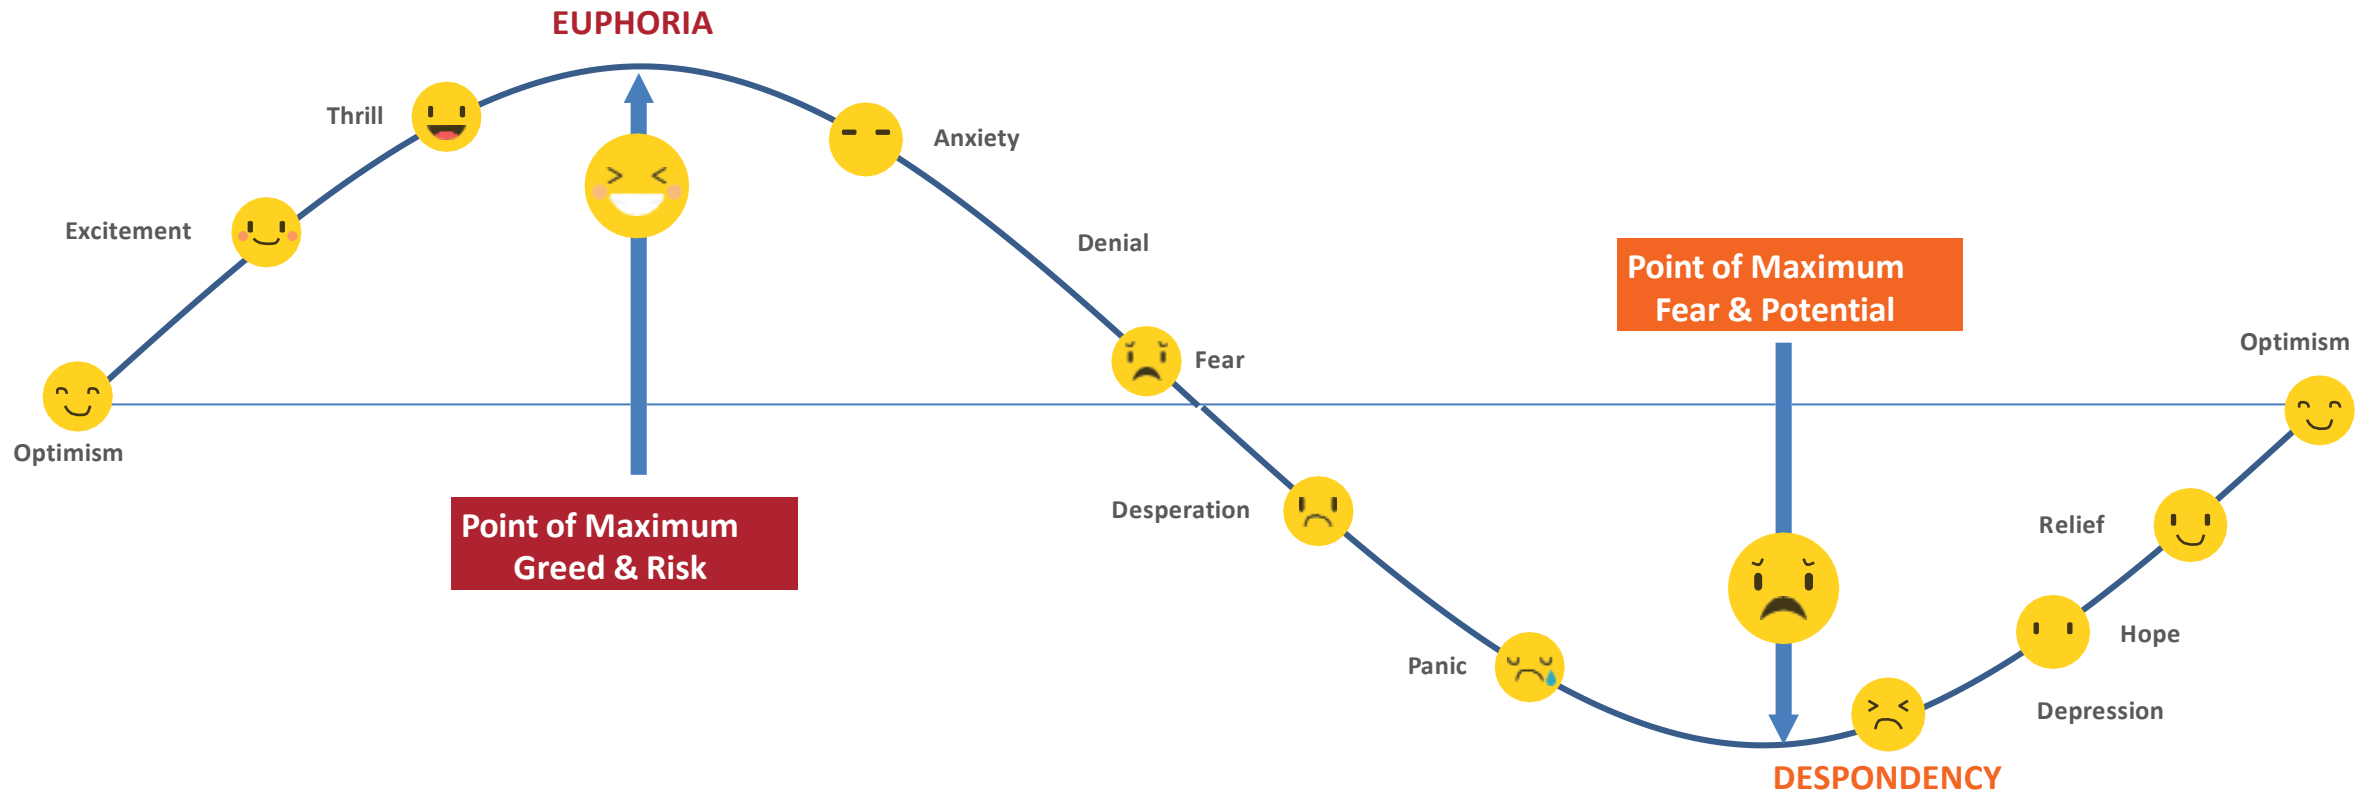 EUPHORIA
Thrill
Anxiety
Excitement
Denial
Point of Maximum
Fear & Potential
Optimism
Fear
Optimism
Point of Maximum
Greed & Risk
Desperation
Relief
Hope
Panic
Depression
DESPONDENCY